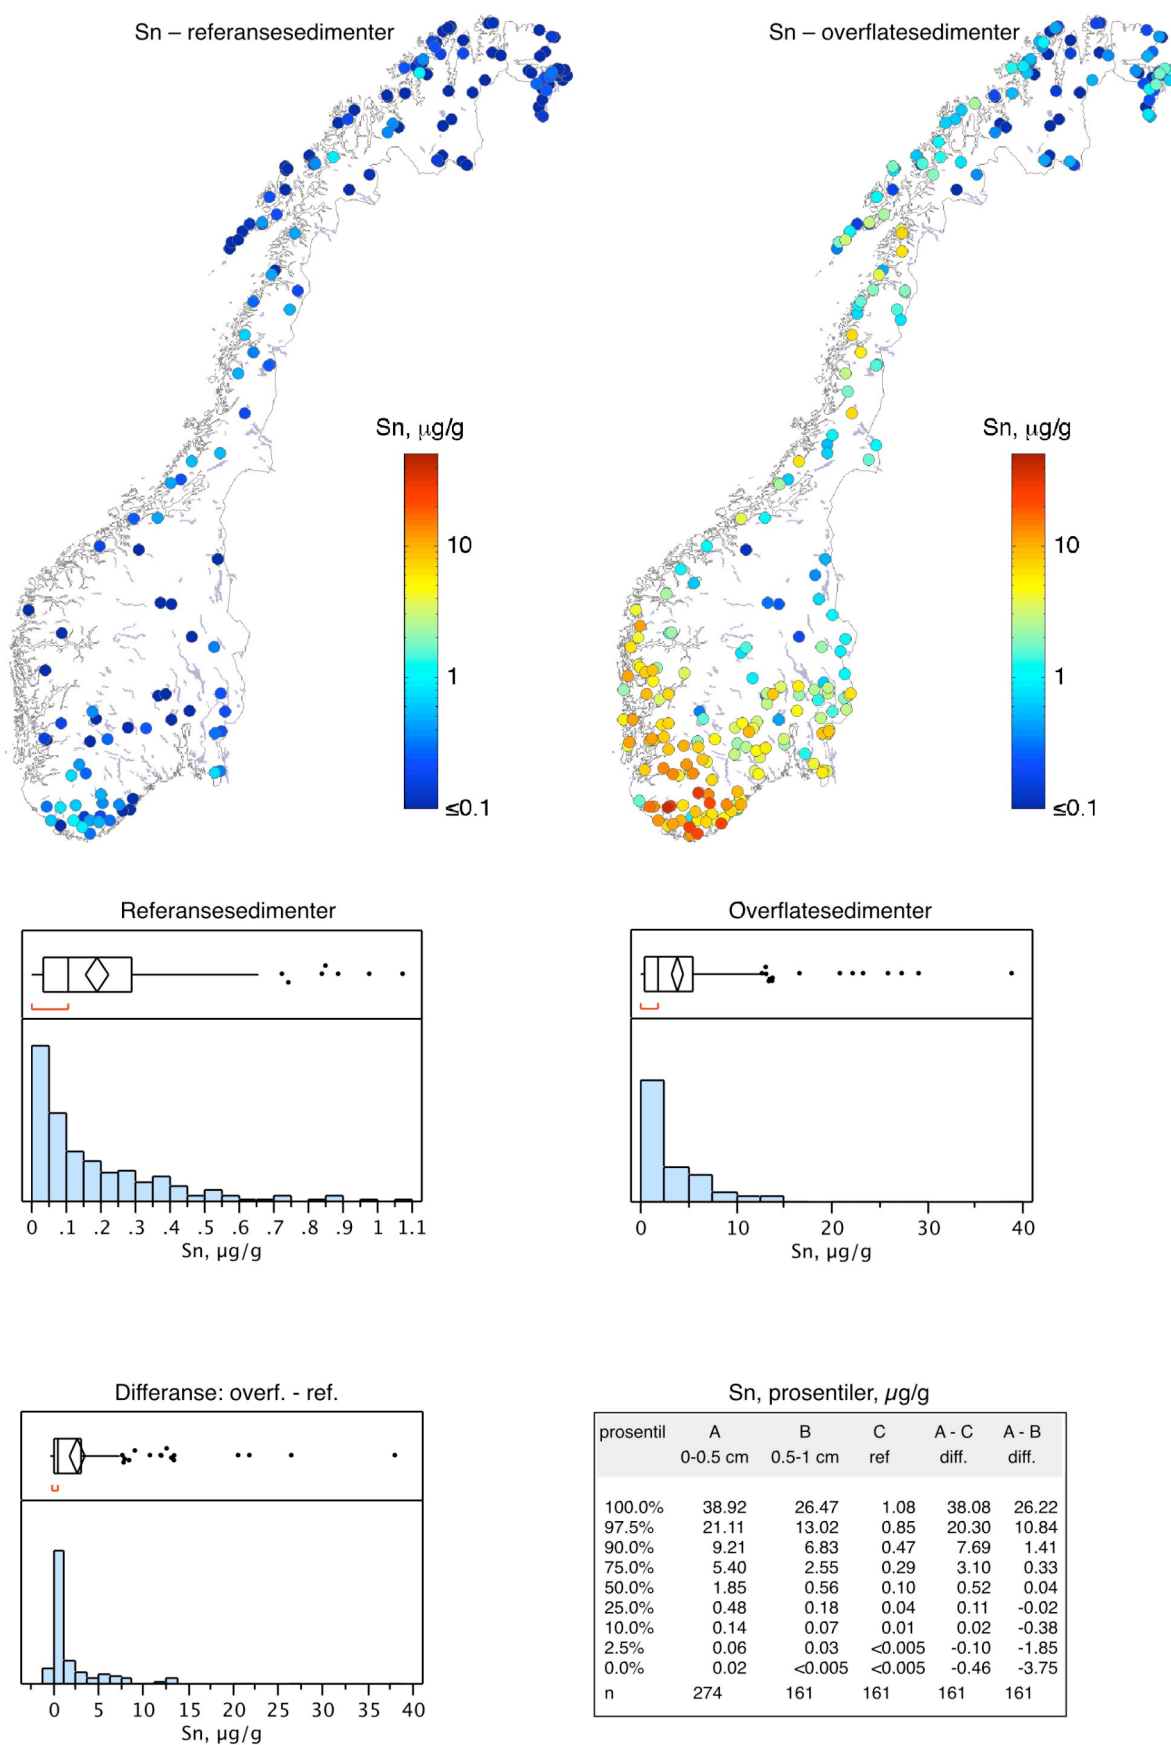 Sn – referansesedimenter
Sn, µg/g
10
1
≤0.1
Sn – overflatesedimenter
Sn, µg/g
10
1
≤0.1
Referansesedimenter
0 .1 .2 .3 .4 .5 .6 .7 .8 .9 1 1.1
Sn, µg/g
Overflatesedimenter
0 10 20 30 40
Sn, µg/g
Differanse: overf. - ref.
0 5 10 15 20 25 30 35 40
Sn, µg/g
Sn, prosentiler, µg/g
prosentil A B C A - C A - B
0-0.5 cm 0.5-1 cm ref diff. diff.
100.0% 38.92 26.47 1.08 38.08 26.22
97.5% 21.11 13.02 0.85 20.30 10.84
90.0% 9.21 6.83 0.47 7.69 1.41
75.0% 5.40 2.55 0.29 3.10 0.33
50.0% 1.85 0.56 0.10 0.52 0.04
25.0% 0.48 0.18 0.04 0.11 -0.02
10.0% 0.14 0.07 0.01 0.02 -0.38
2.5% 0.06 0.03 <0.005 -0.10 -1.85
0.0% 0.02 <0.005 <0.005 -0.46 -3.75
n 274 161 161 161 161